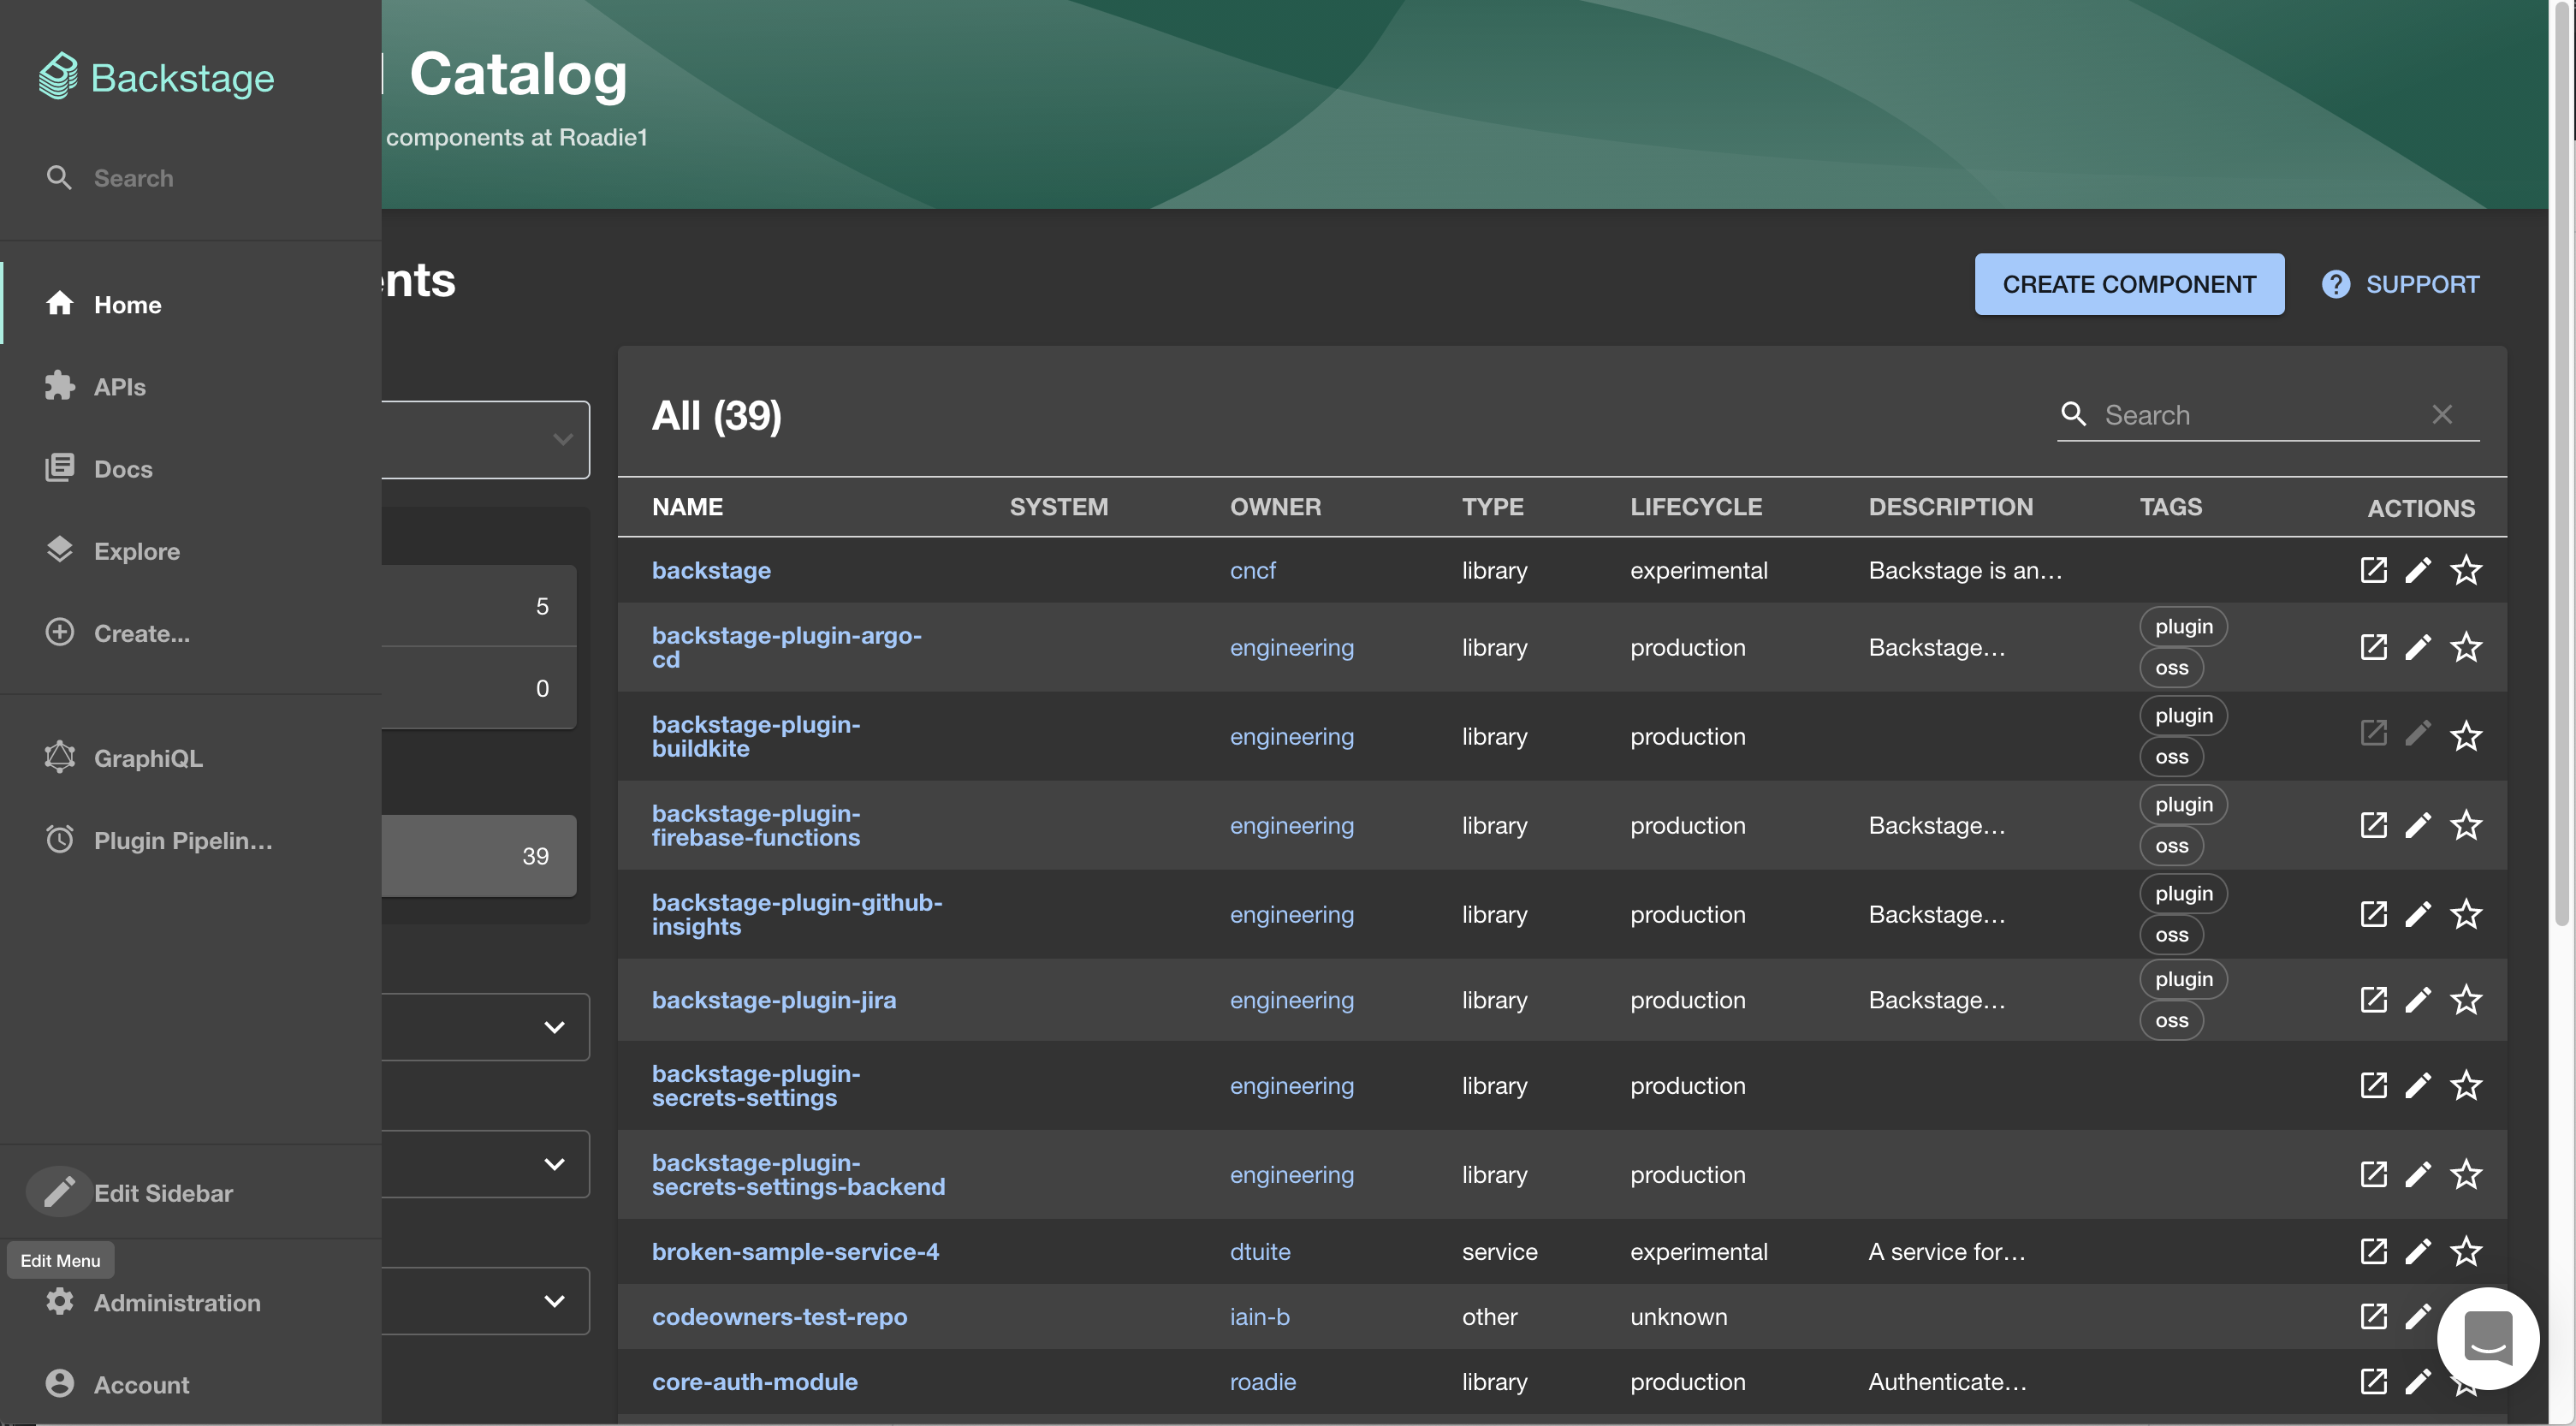 Backstage
Search
Home
APIs
Docs
Explore
Create...
GraphiQL
Plugin Pipelin...
Edit Sidebar
Edit Menu
Administration
Account
Catalog
components at Roadie1
nts
CREATE COMPONENT
SUPPORT
5
0
39
All (39)
Search
NAME SYSTEM OWNER TYPE LIFECYCLE DESCRIPTION TAGS ACTIONS
backstage cncf library experimental Backstage is an...
backstage-plugin-argo-
cd engineering library production Backstage... plugin
oss
backstage-plugin-
buildkite engineering library production plugin
oss
backstage-plugin-
firebase-functions engineering library production Backstage... plugin
oss
backstage-plugin-github-
insights engineering library production Backstage... plugin
oss
backstage-plugin-jira engineering library production Backstage... plugin
oss
backstage-plugin-
secrets-settings engineering library production
backstage-plugin-
secrets-settings-backend engineering library production
broken-sample-service-4 dtuite service experimental A service for...
codeowners-test-repo iain-b other unknown
core-auth-module roadie library production Authenticate...